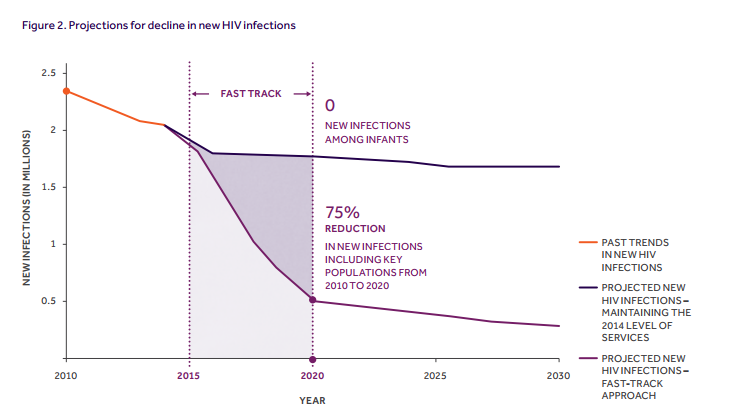 Figure 2. Projections for decline in new HIV infections
NEW INFECTIONS (IN MILLIONS)
2.5
2
1.5
1
0.5
FAST TRACK
0
NEW INFECTIONS
AMONG INFANTS
75%
REDUCTION
IN NEW INFECTIONS
INCLUDING KEY
POPULATIONS FROM
2010 TO 2020
2010
2015
2020
2025
2030
YEAR
PAST TRENDS
IN NEW HIV
INFECTIONS
PROJECTED NEW
HIV INFECTIONS–
MAINTAINING THE
2014 LEVEL OF
SERVICES
PROJECTED NEW
HIV INFECTIONS–
FAST-TRACK
APPROACH